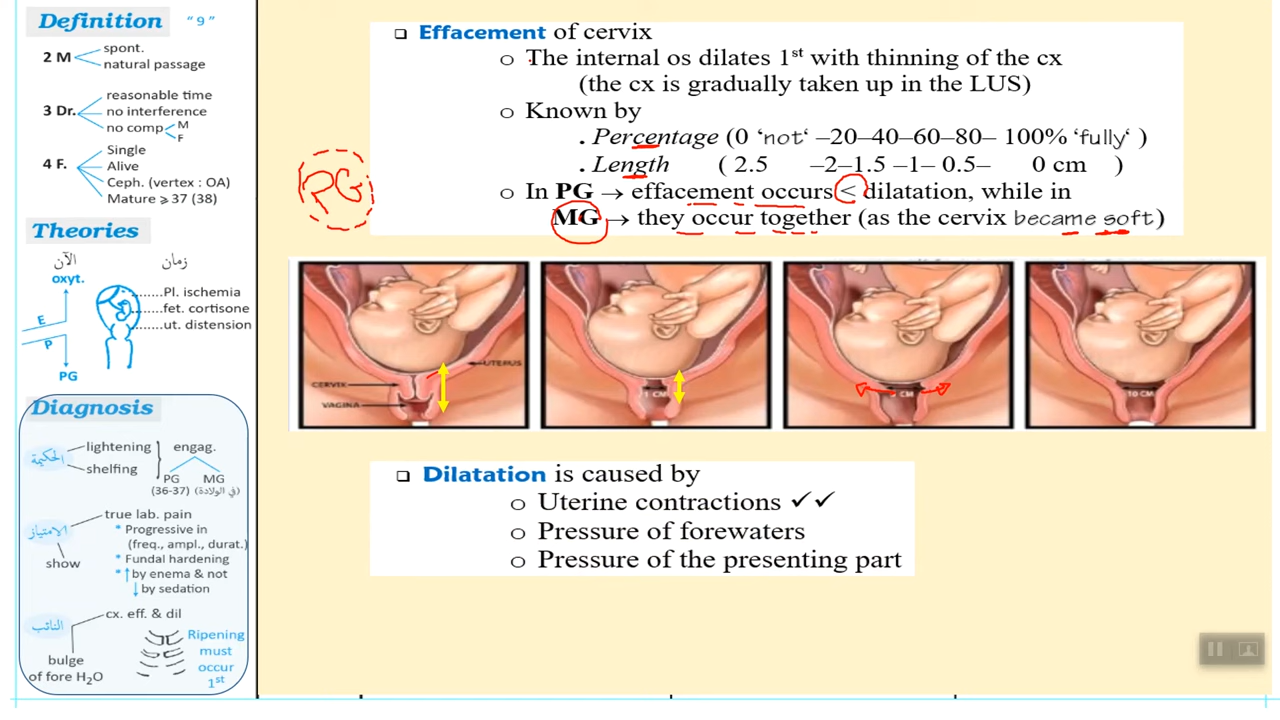 Definition "9"
2 M
spont.
natural passage
3 Dr.
reasonable time
no interference
no comp M
F
4 F.
Single
Alive
Ceph. (vertex : OA)
Mature ⩾ 37 (38)
Theories
الآن زمان
oxyt.
Pl. ischemia
fet. cortisone
ut. distension
E
P
PG
Diagnosis
الحكيمة
lightening
shelfing
engag.
PG MG
(36-37) (في الولادة)
الامتياز
true lab. pain
* Progressive in
(freq., ampl., durat.)
* Fundal hardening
* ↑ by enema & not
↓ by sedation
show
النائب
cx. eff. & dil
bulge
of fore H₂O
Ripening
must
occur
1st
❑ Effacement of cervix
o The internal os dilates 1st with thinning of the cx
(the cx is gradually taken up in the LUS)
o Known by
. Percentage (0 ‘not‘ –20–40–60–80– 100% ‘fully‘ )
. Length ( 2.5 –2–1.5 –1– 0.5– 0 cm )
o In PG → effacement occurs < dilatation, while in
MG → they occur together (as the cervix became soft)
PG
UTERUS
CERVIX
VAGINA
1 CM
CM
10 CM
❑ Dilatation is caused by
o Uterine contractions ✓✓
o Pressure of forewaters
o Pressure of the presenting part